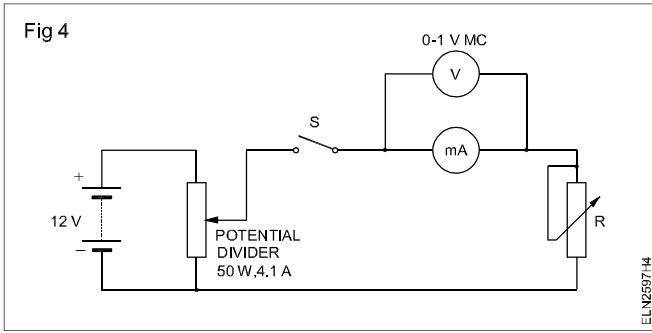 Fig 4
0-1 V MC
V
S
mA
+
12 V
−
POTENTIAL
DIVIDER
50 W,4.1 A
R
ELN2597H4